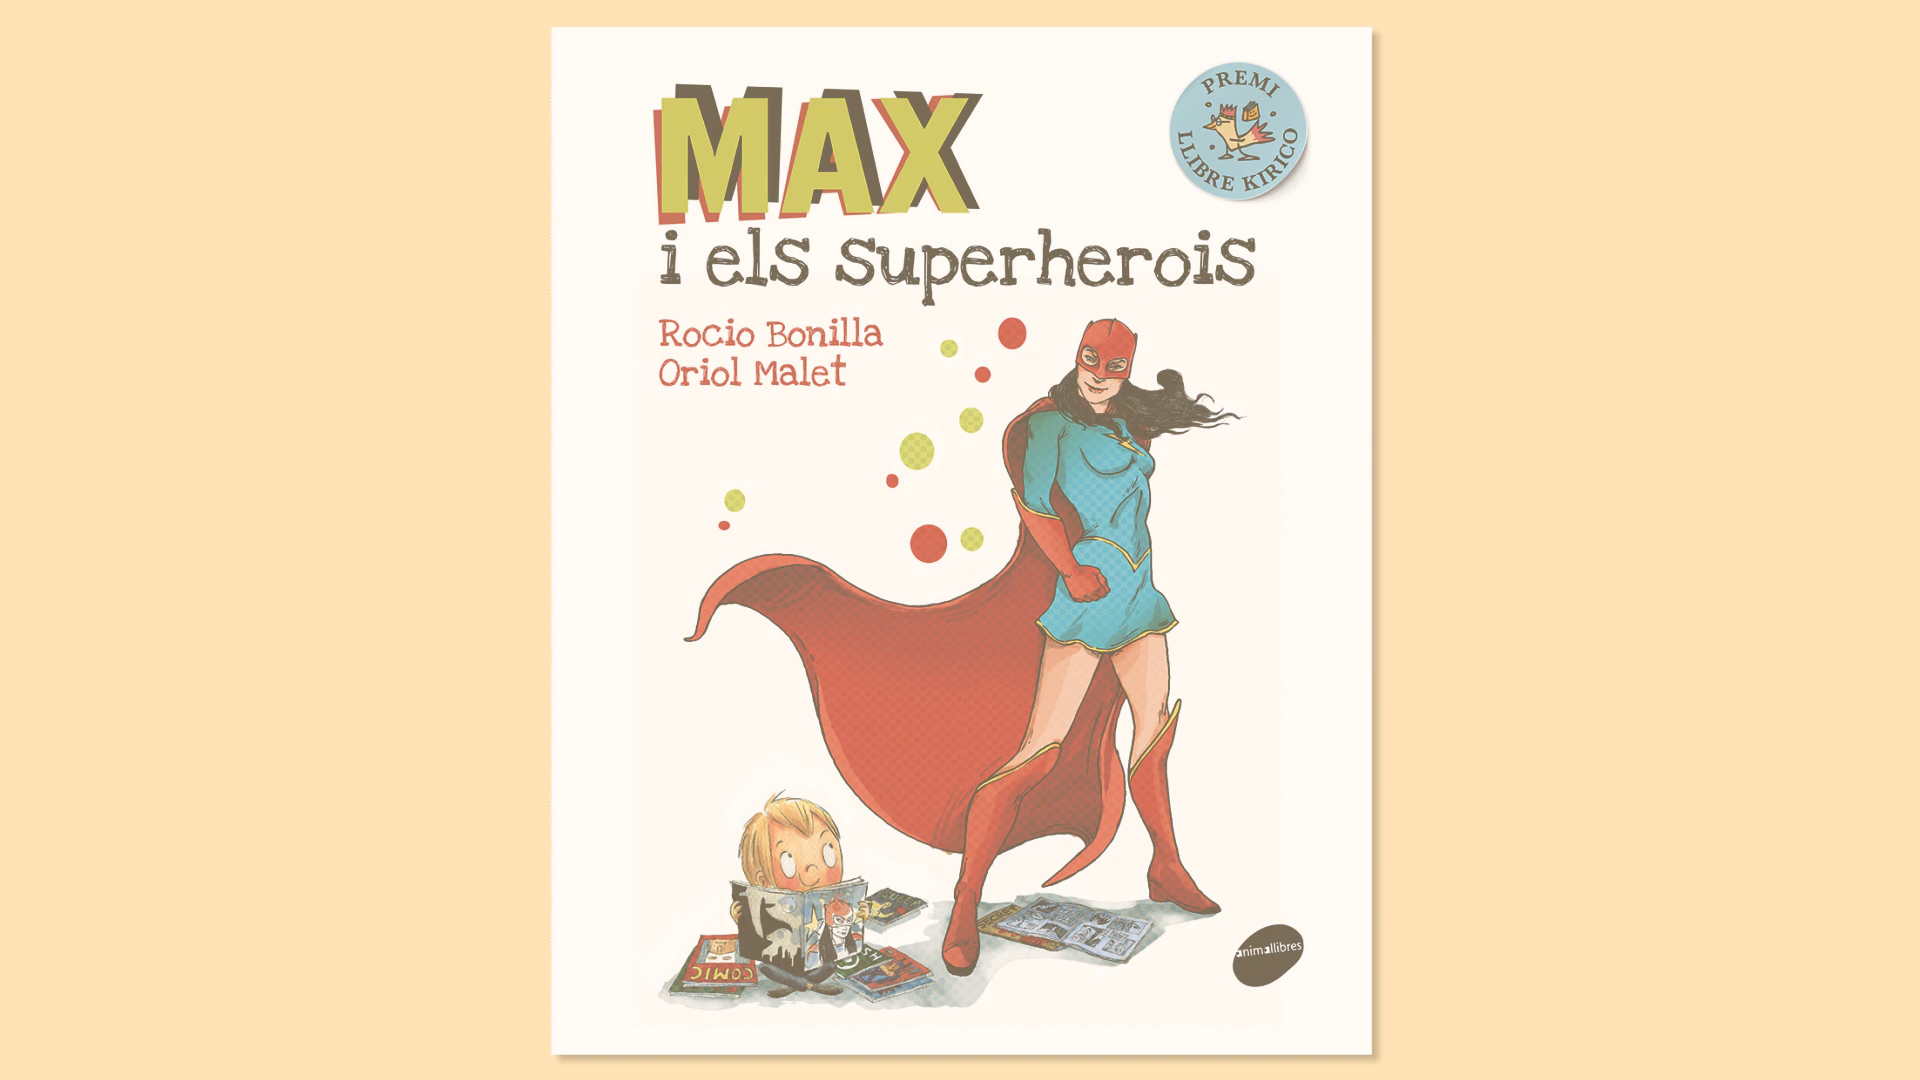 MAX
i els superherois
Rocio Bonilla
Oriol Malet
PREMI
LLIBRE KIRICO
COMIC
animallibres